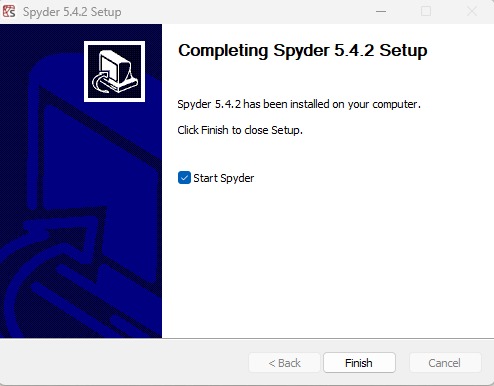 Spyder 5.4.2 Setup
Completing Spyder 5.4.2 Setup
Spyder 5.4.2 has been installed on your computer.
Click Finish to close Setup.
Start Spyder
< Back
Finish
Cancel